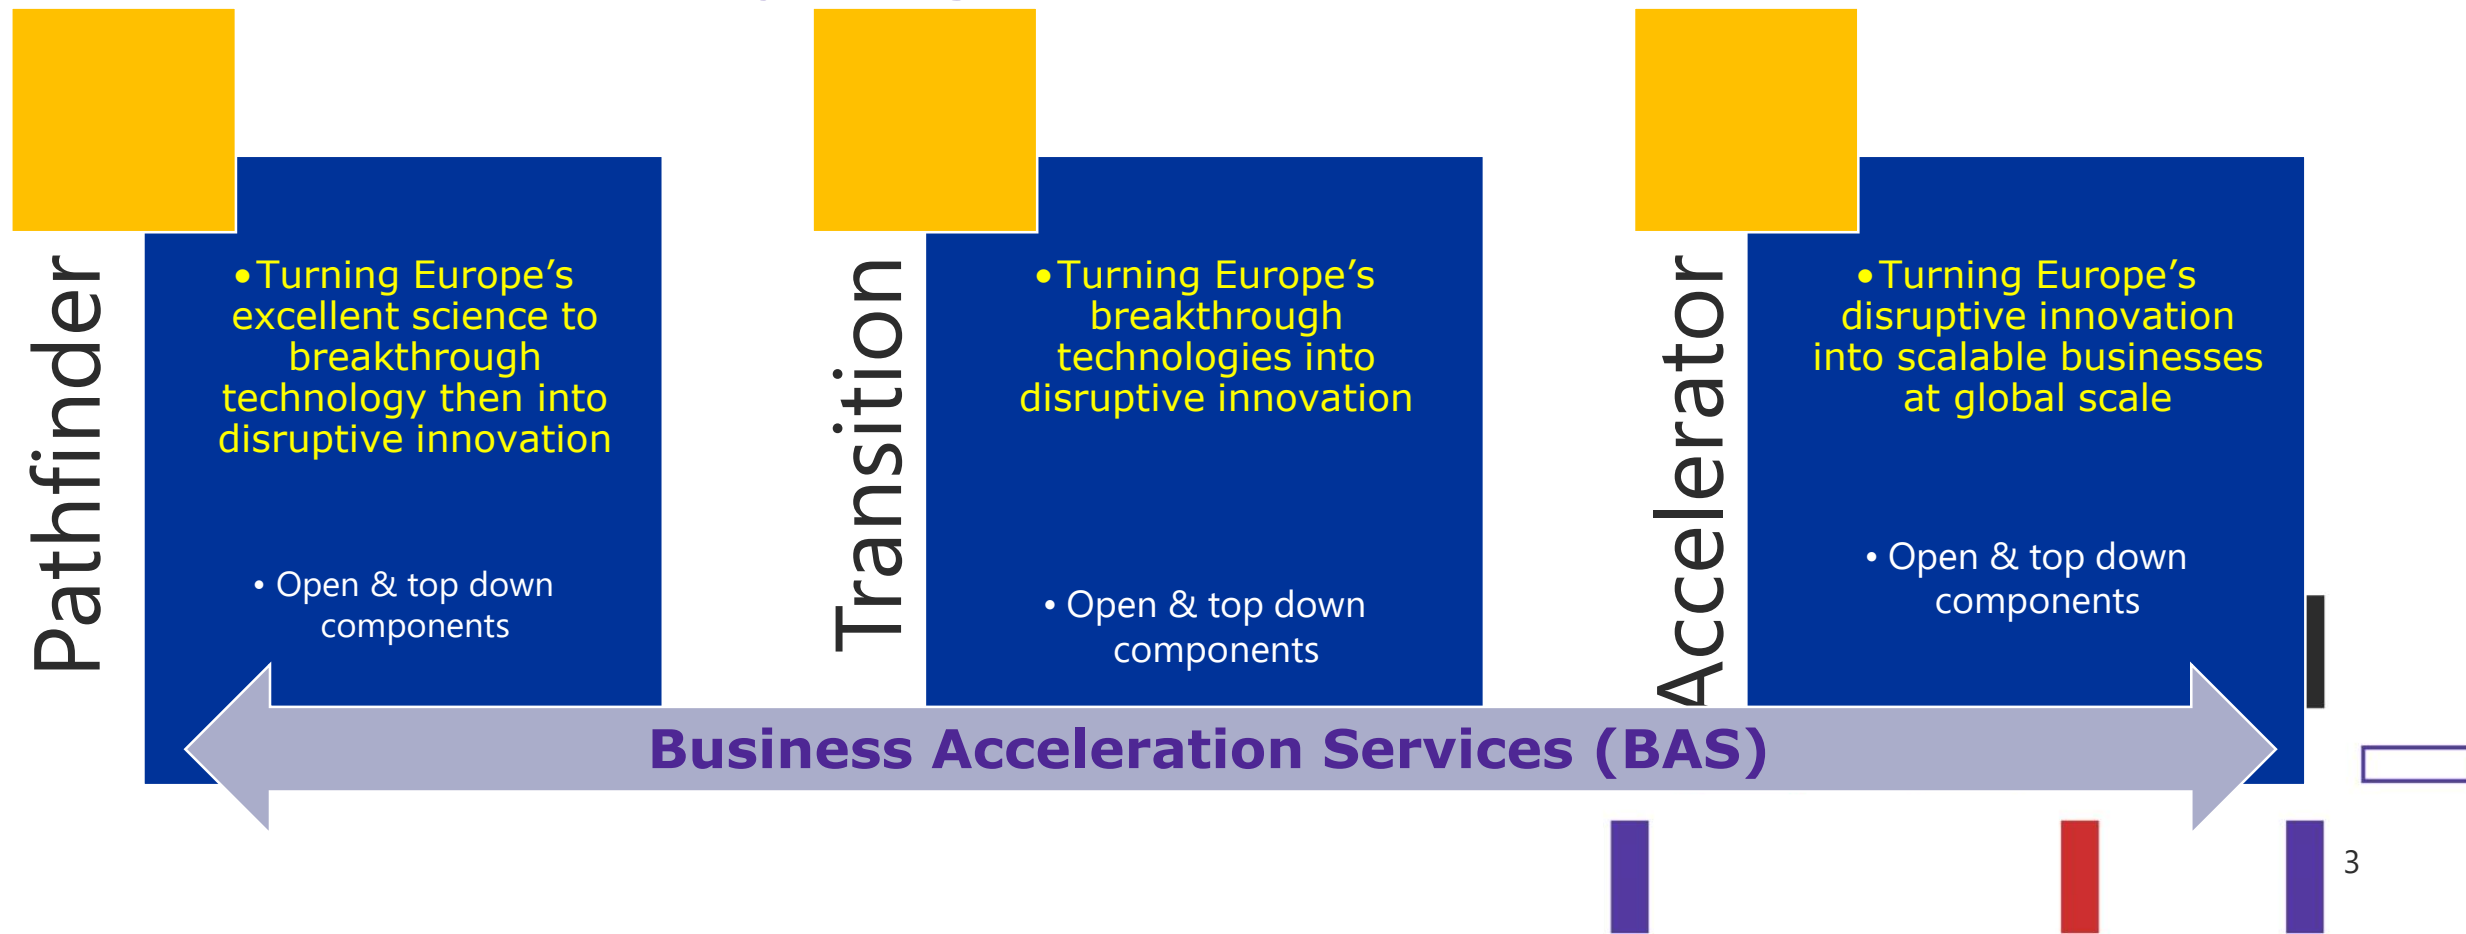 Pathfinder
•Turning Europe’s
excellent science to
breakthrough
technology then into
disruptive innovation
• Open & top down
components
Transition
•Turning Europe’s
breakthrough
technologies into
disruptive innovation
• Open & top down
components
Accelerator
•Turning Europe’s
disruptive innovation
into scalable businesses
at global scale
• Open & top down
components
Business Acceleration Services (BAS)
3